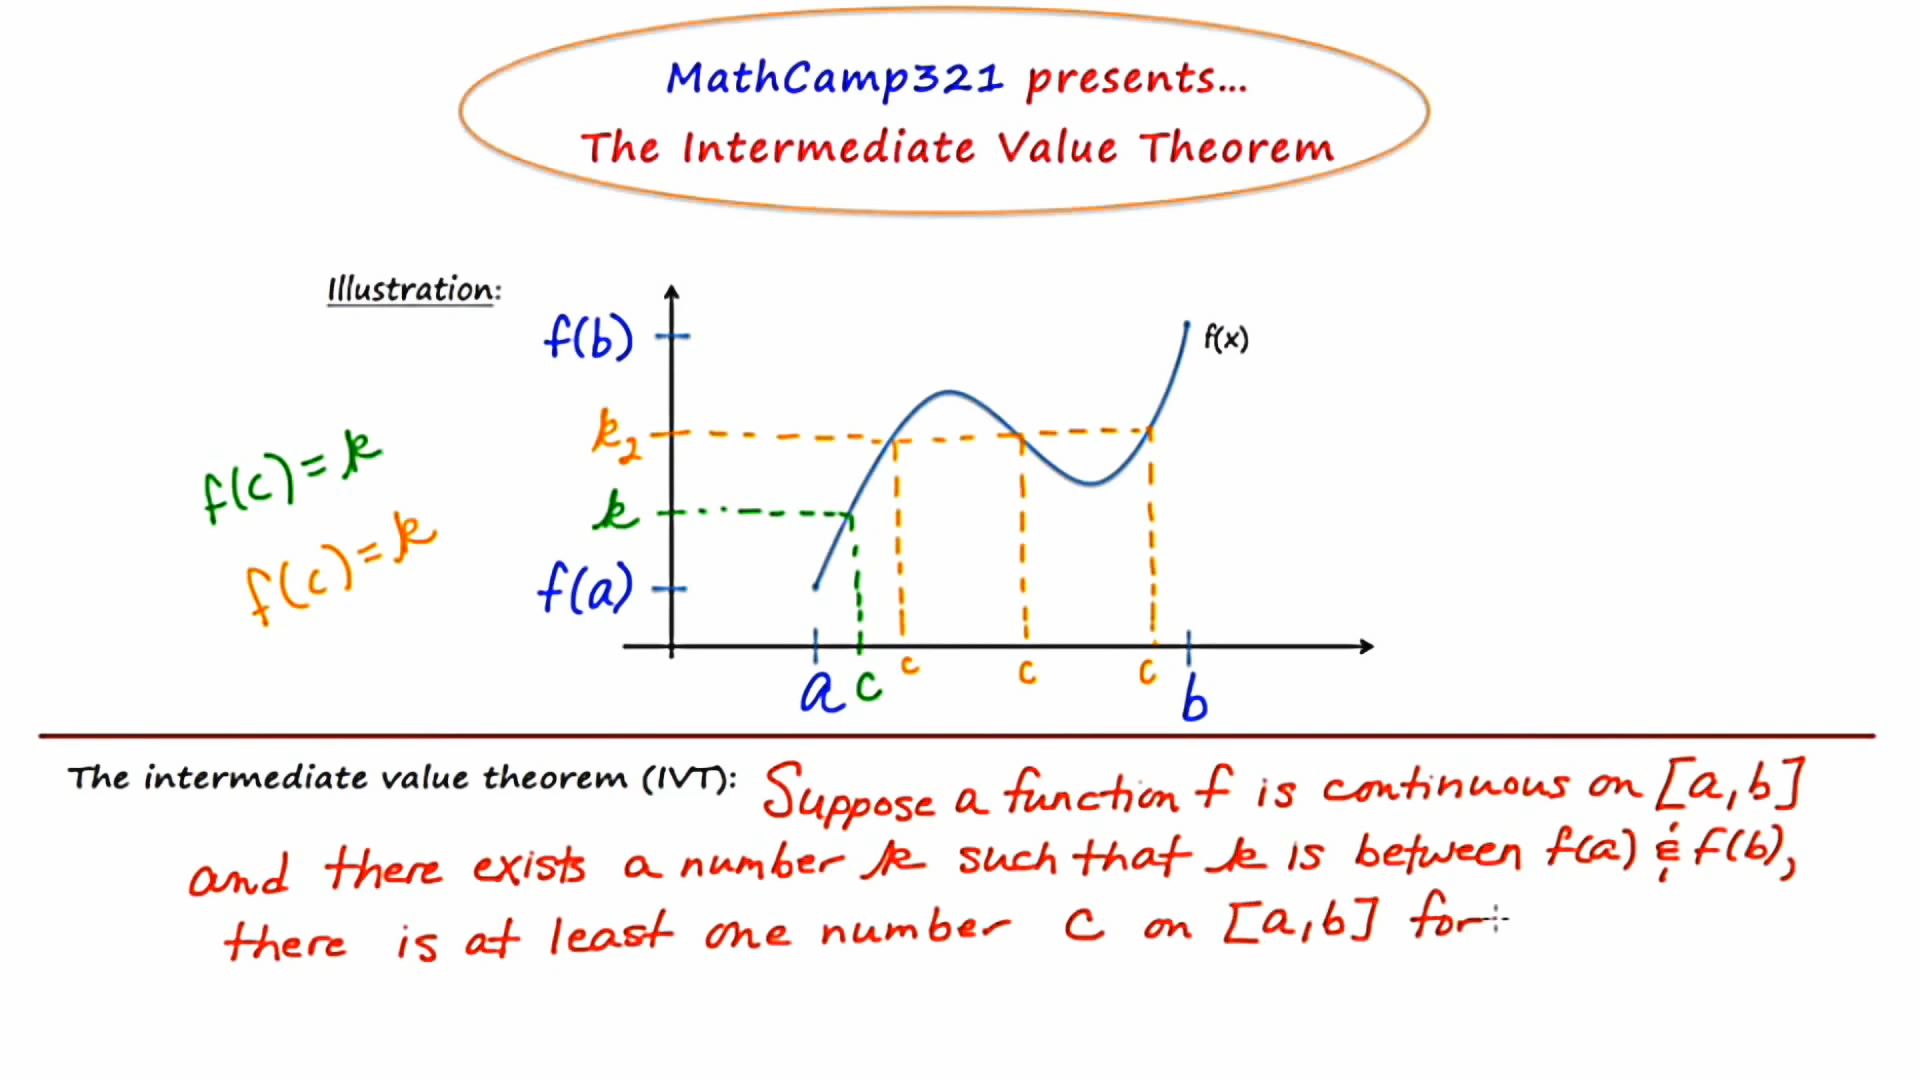 MathCamp321 presents...
The Intermediate Value Theorem
Illustration:
f(b)
f(x)
k₂
f(c)=k
k
f(c)=k
f(a)
a c c c c b
The intermediate value theorem (IVT): Suppose a function f is continuous on [a,b]
and there exists a number k such that k is between f(a) & f(b),
there is at least one number c on [a,b] for